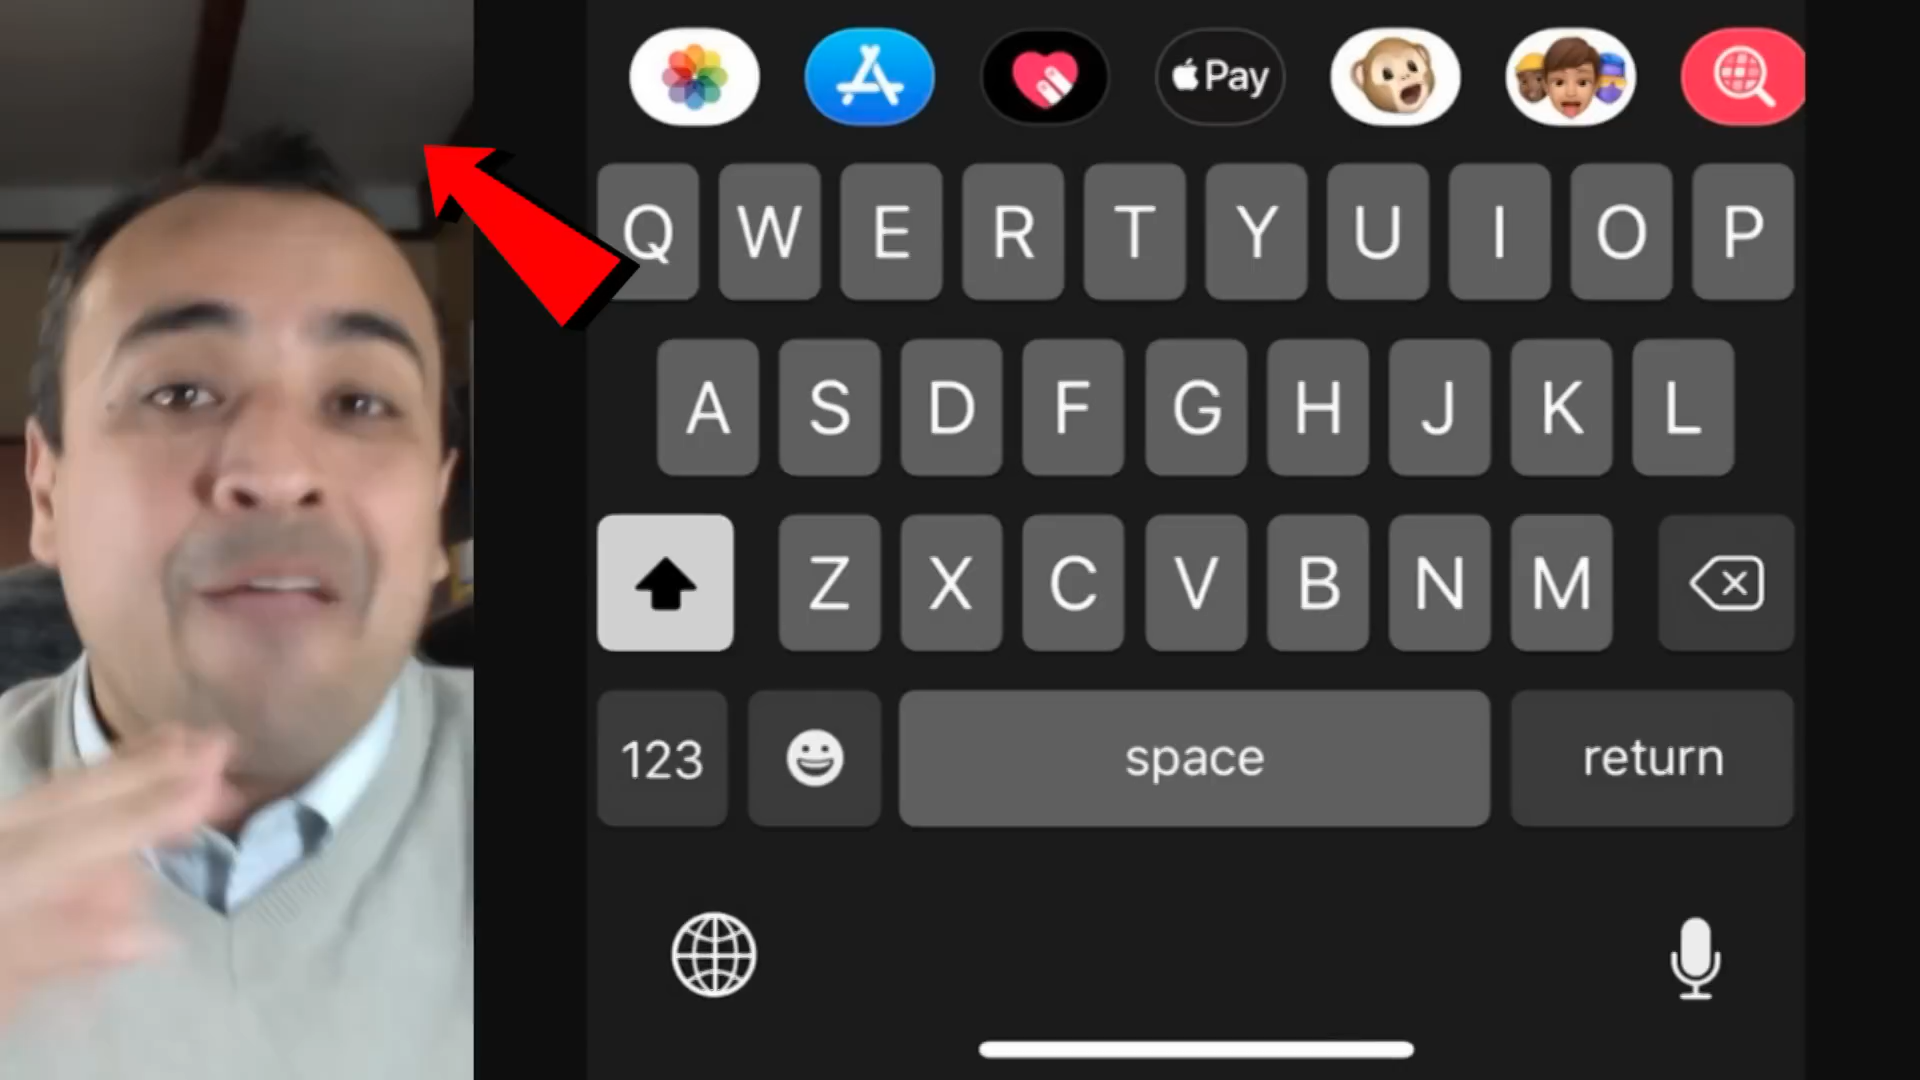 Pay
Q W E R T Y U I O P
A S D F G H J K L
Z X C V B N M
123 space return